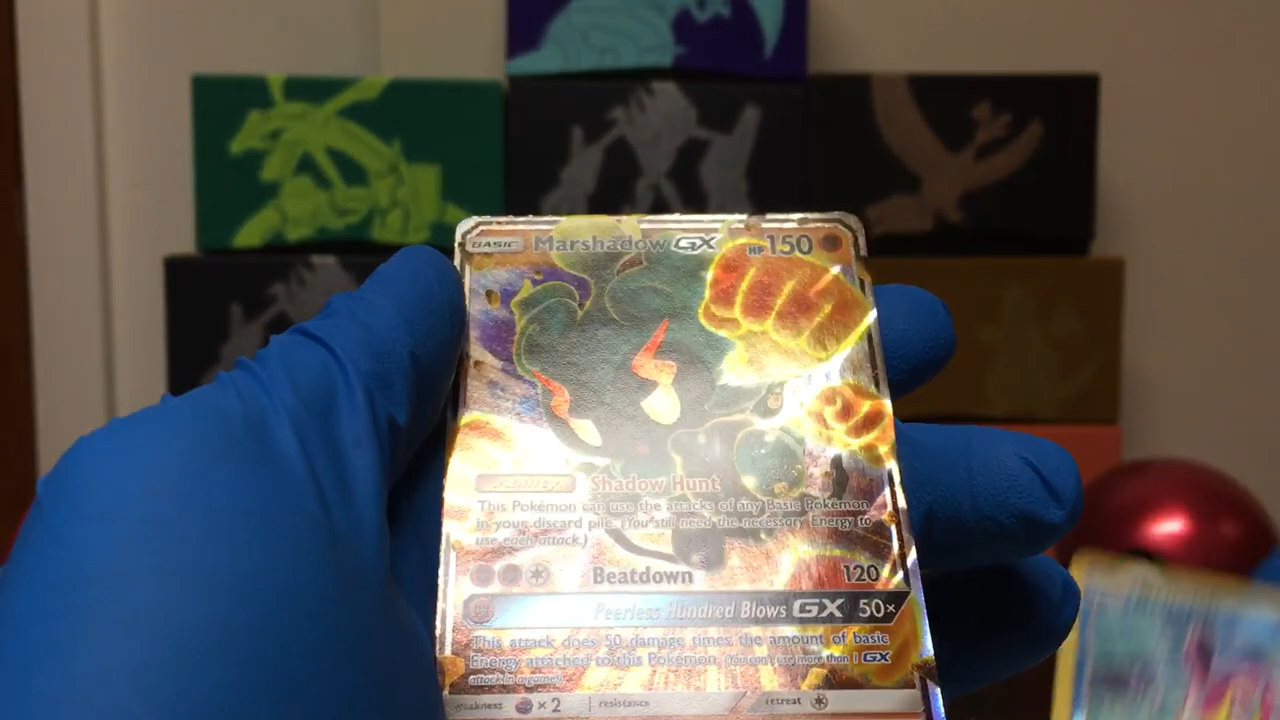 BASIC Marshadow GX HP 150
Ability Shadow Hunt
This Pokémon can use the attacks of any Basic Pokémon
in your discard pile. (You still need the necessary Energy to
use each attack.)
Beatdown 120
Peerless Hundred Blows GX 50×
This attack does 50 damage times the amount of basic
Energy attached to this Pokémon. (You can't use more than 1 GX
attack in a game.)
weakness ×2 resistance retreat